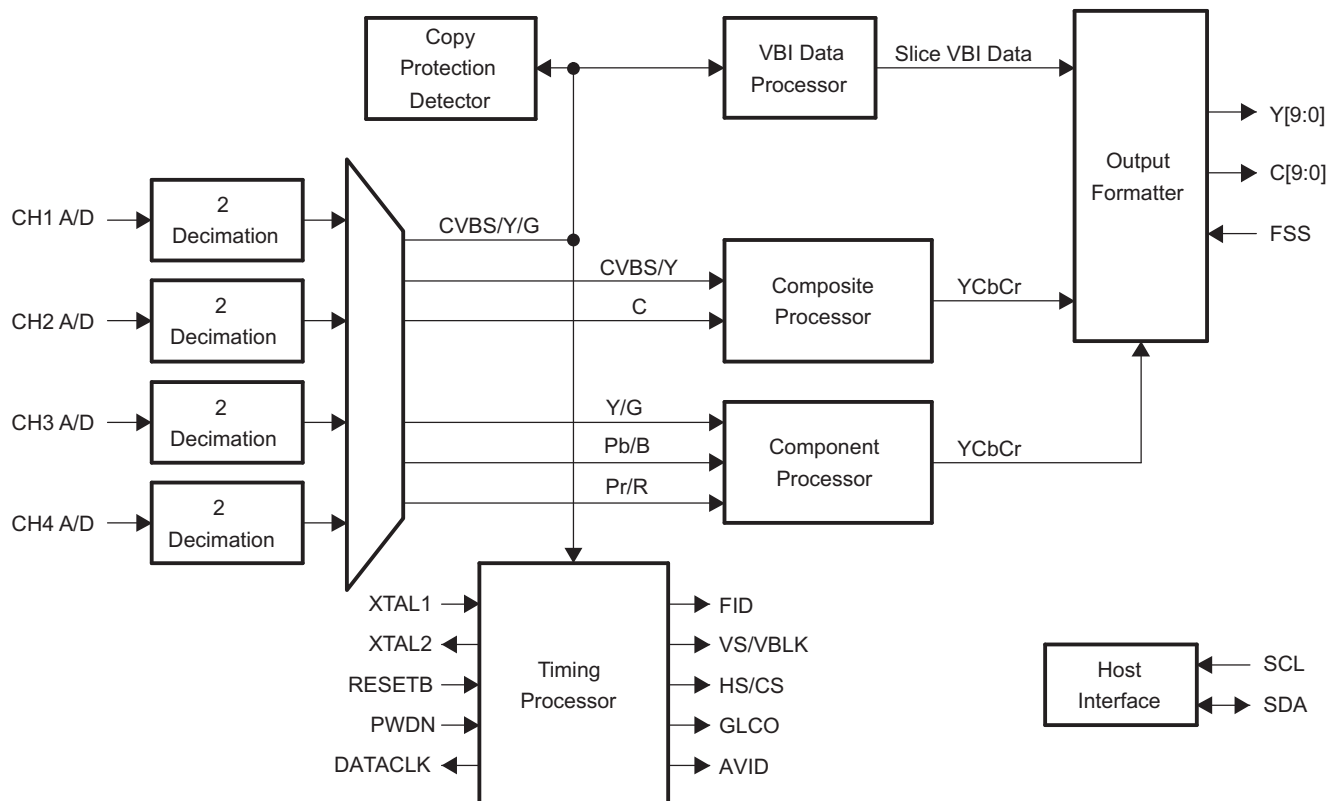 Copy
Protection
Detector
VBI Data
Processor
Slice VBI Data
Output
Formatter
Y[9:0]
C[9:0]
FSS
CH1 A/D
2
Decimation
CH2 A/D
2
Decimation
CH3 A/D
2
Decimation
CH4 A/D
2
Decimation
CVBS/Y/G
CVBS/Y
C
Composite
Processor
YCbCr
Y/G
Pb/B
Pr/R
Component
Processor
YCbCr
XTAL1
XTAL2
RESETB
PWDN
DATACLK
Timing
Processor
FID
VS/VBLK
HS/CS
GLCO
AVID
Host
Interface
SCL
SDA